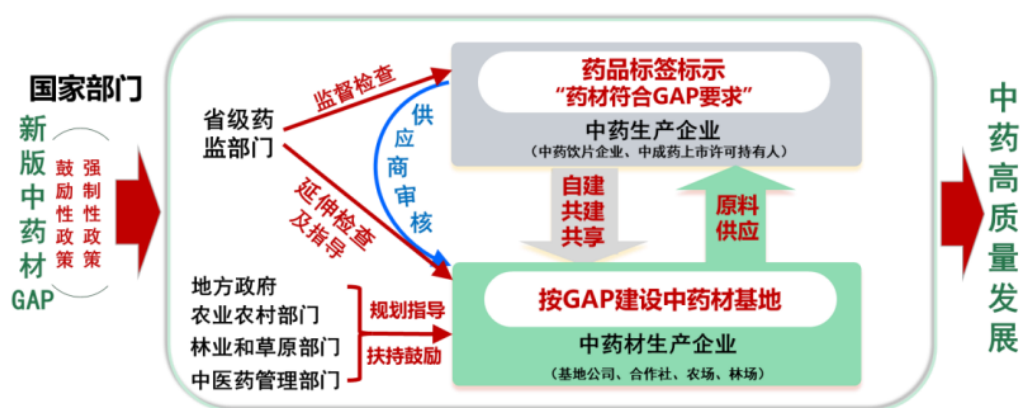 国家部门
新版中药材GAP
鼓励性政策
强制性政策
省级药
监部门
监督检查
供应商审核
延伸检查
及指导
药品标签标示
“药材符合GAP要求”
中药生产企业
（中药饮片企业、中成药上市许可持有人）
自建
共建
共享
原料
供应
地方政府
农业农村部门
林业和草原部门
中医药管理部门
规划指导
扶持鼓励
按GAP建设中药材基地
中药材生产企业
（基地公司、合作社、农场、林场）
中药高质量发展